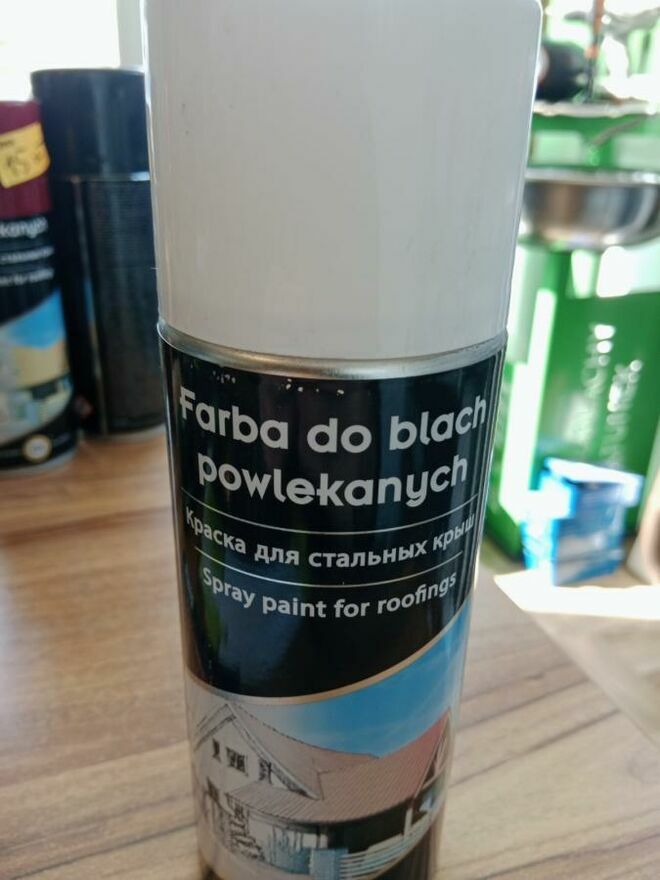 Farba do blach
powlekanych
Краска для стальных крыш
Spray paint for roofings